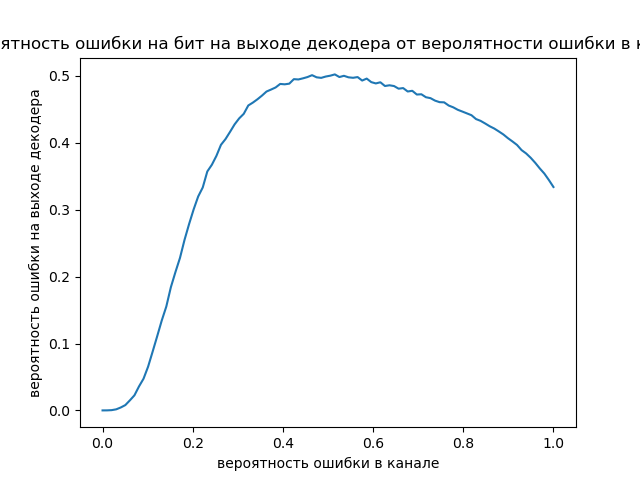 ятность ошибки на бит на выходе декодера от веролятности ошибки в к
вероятность ошибки на выходе декодера
0.5
0.4
0.3
0.2
0.1
0.0
0.0 0.2 0.4 0.6 0.8 1.0
вероятность ошибки в канале